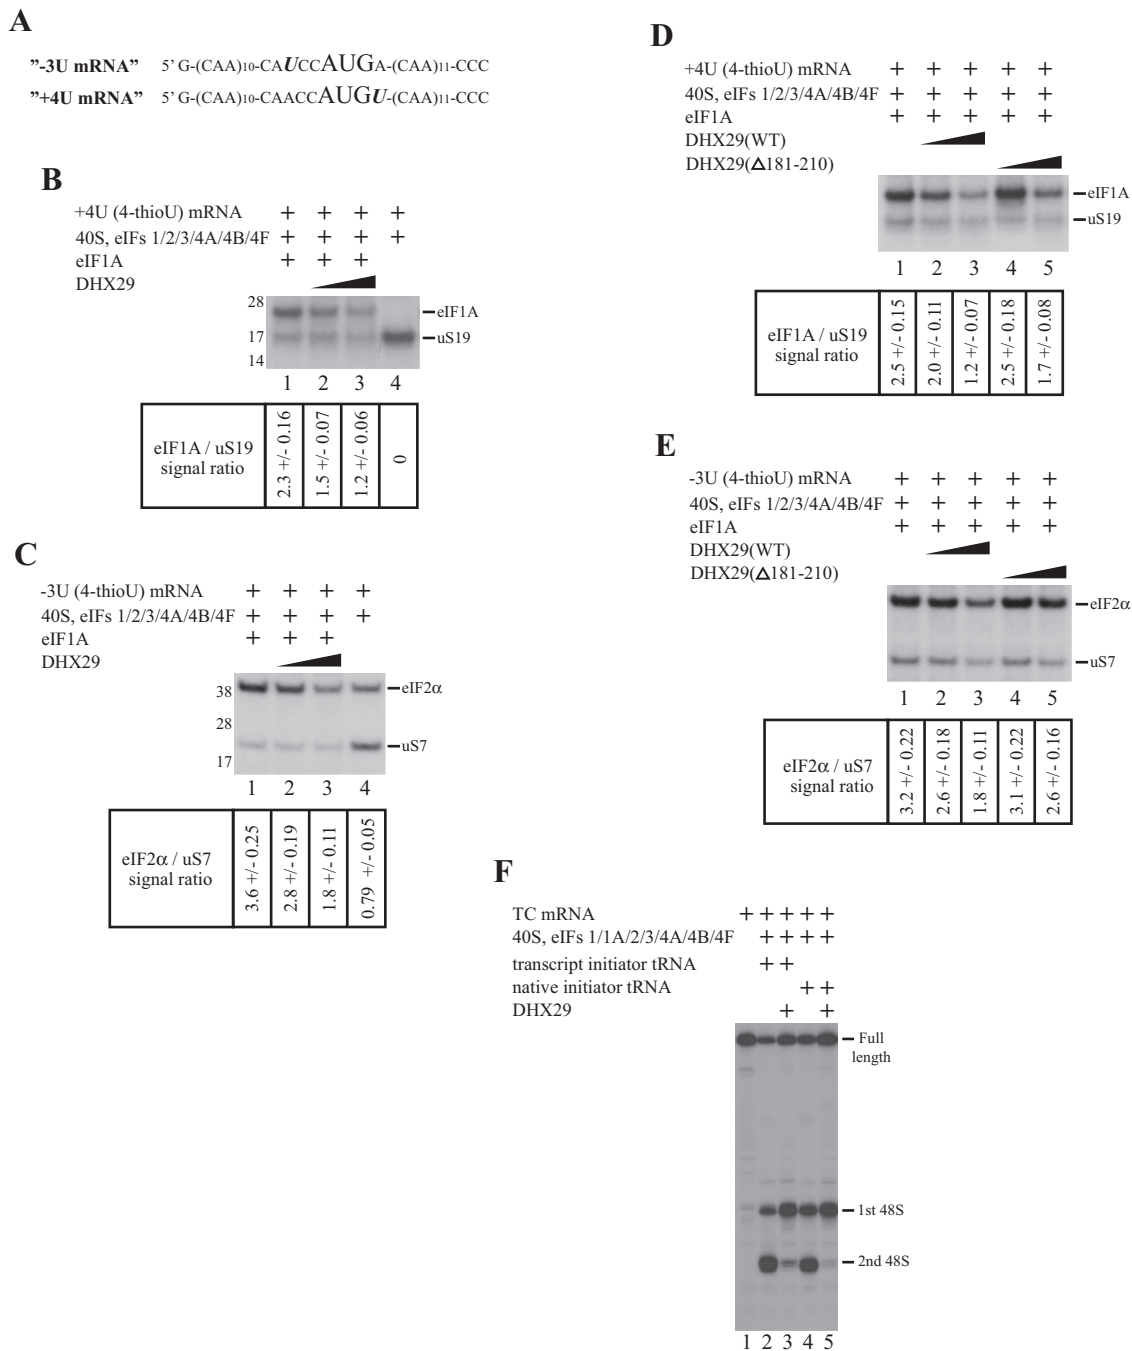 A
”-3U mRNA” 5’ G-(CAA)10-CAUCCAUGA-(CAA)11-CCC
”+4U mRNA” 5’ G-(CAA)10-CAACCAUGU-(CAA)11-CCC
B
+4U (4-thioU) mRNA + + + +
40S, eIFs 1/2/3/4A/4B/4F + + + +
eIF1A + + +
DHX29
28
eIF1A
17
uS19
14
1 2 3 4
eIF1A / uS19
signal ratio
2.3 +/- 0.16
1.5 +/- 0.07
1.2 +/- 0.06
0
C
-3U (4-thioU) mRNA + + + +
40S, eIFs 1/2/3/4A/4B/4F + + + +
eIF1A + + +
DHX29
38
eIF2α
28
uS7
17
1 2 3 4
eIF2α / uS7
signal ratio
3.6 +/- 0.25
2.8 +/- 0.19
1.8 +/- 0.11
0.79 +/- 0.05
D
+4U (4-thioU) mRNA + + + + +
40S, eIFs 1/2/3/4A/4B/4F + + + + +
eIF1A + + + + +
DHX29(WT)
DHX29(Δ181-210)
eIF1A
uS19
1 2 3 4 5
eIF1A / uS19
signal ratio
2.5 +/- 0.15
2.0 +/- 0.11
1.2 +/- 0.07
2.5 +/- 0.18
1.7 +/- 0.08
E
-3U (4-thioU) mRNA + + + + +
40S, eIFs 1/2/3/4A/4B/4F + + + + +
eIF1A + + + + +
DHX29(WT)
DHX29(Δ181-210)
eIF2α
uS7
1 2 3 4 5
eIF2α / uS7
signal ratio
3.2 +/- 0.22
2.6 +/- 0.18
1.8 +/- 0.11
3.1 +/- 0.22
2.6 +/- 0.16
F
TC mRNA + + + + +
40S, eIFs 1/1A/2/3/4A/4B/4F + + + +
transcript initiator tRNA + +
native initiator tRNA + +
DHX29 + +
Full
length
1st 48S
2nd 48S
1 2 3 4 5